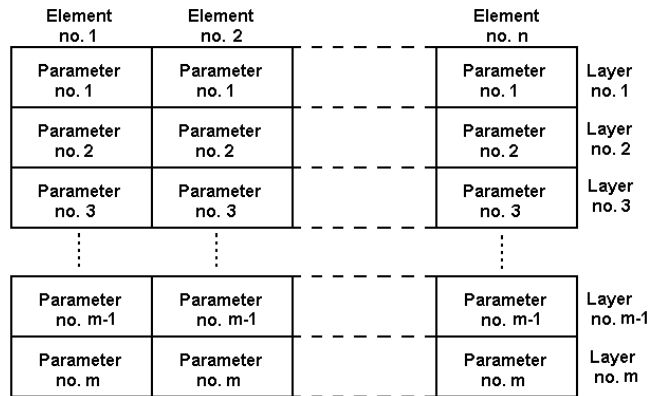 Element no. 1
Element no. 2
Element no. n
Parameter no. 1
Parameter no. 1
Parameter no. 1
Layer no. 1
Parameter no. 2
Parameter no. 2
Parameter no. 2
Layer no. 2
Parameter no. 3
Parameter no. 3
Parameter no. 3
Layer no. 3
Parameter no. m-1
Parameter no. m-1
Parameter no. m-1
Layer no. m-1
Parameter no. m
Parameter no. m
Parameter no. m
Layer no. m